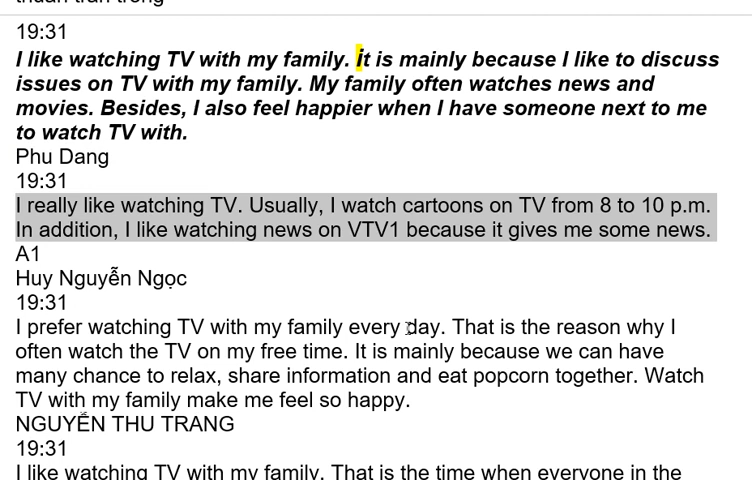 thuan tran trong
19:31
I like watching TV with my family. it is mainly because I like to discuss
issues on TV with my family. My family often watches news and
movies. Besides, I also feel happier when I have someone next to me
to watch TV with.
Phu Dang
19:31
I really like watching TV. Usually, I watch cartoons on TV from 8 to 10 p.m.
In addition, I like watching news on VTV1 because it gives me some news.
A1
Huy Nguyễn Ngọc
19:31
I prefer watching TV with my family every day. That is the reason why I
often watch the TV on my free time. It is mainly because we can have
many chance to relax, share information and eat popcorn together. Watch
TV with my family make me feel so happy.
NGUYỄN THU TRANG
19:31
I like watching TV with my family. That is the time when everyone in the